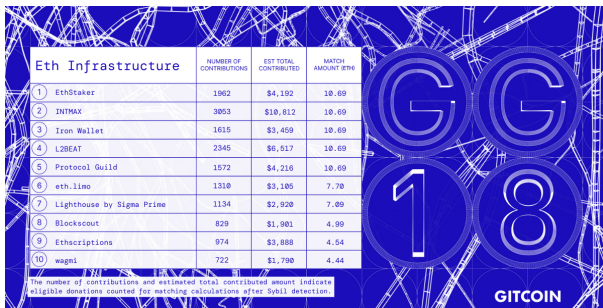 Eth Infrastructure NUMBER OF CONTRIBUTIONS EST TOTAL CONTRIBUTED MATCH AMOUNT (ETH)
1 EthStaker 1962 $4,192 10.69
2 INTMAX 3053 $10,812 10.69
3 Iron Wallet 1615 $3,459 10.69
4 L2BEAT 2345 $6,517 10.69
5 Protocol Guild 1572 $4,216 10.69
6 eth.limo 1310 $3,105 7.70
7 Lighthouse by Sigma Prime 1134 $2,920 7.09
8 Blockscout 829 $1,901 4.99
9 Ethscriptions 974 $3,888 4.54
10 wagmi 722 $1,790 4.44
The number of contributions and estimated total contributed amount indicate
eligible donations counted for matching calculations after Sybil detection.
GG
18
GITCOIN